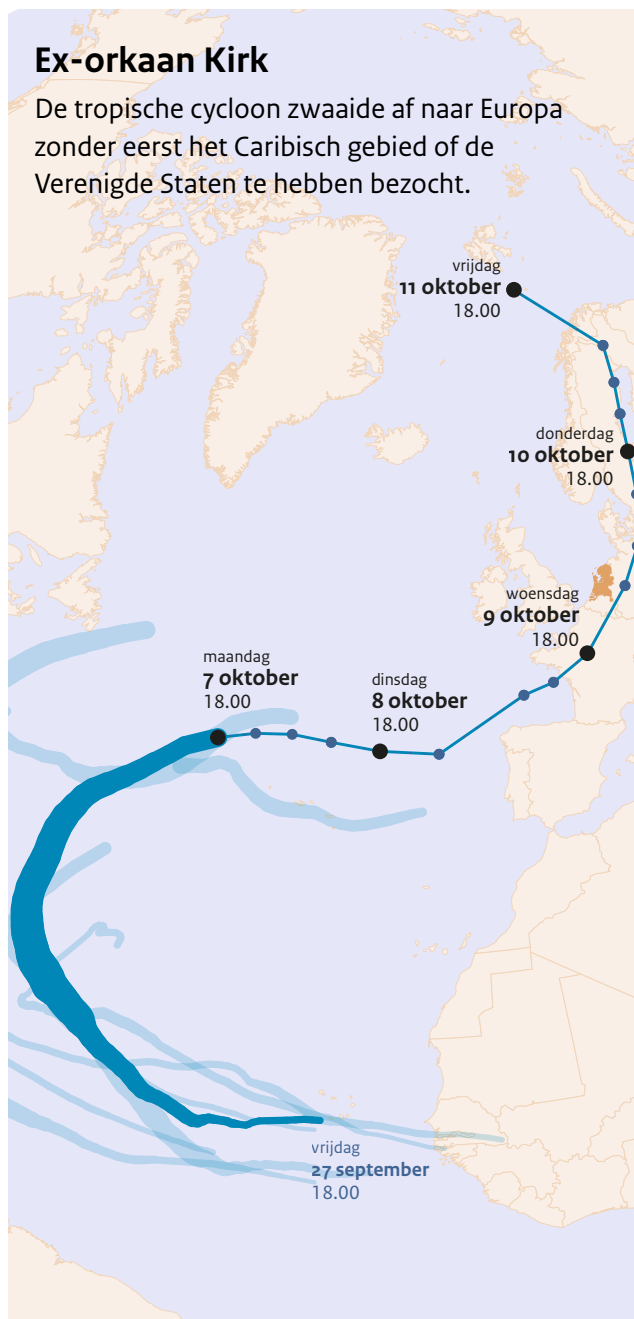 Ex-orkaan Kirk
De tropische cycloon zwaaide af naar Europa
zonder eerst het Caribisch gebied of de
Verenigde Staten te hebben bezocht.
vrijdag
11 oktober
18.00
donderdag
10 oktober
18.00
woensdag
9 oktober
18.00
maandag
7 oktober
18.00
dinsdag
8 oktober
18.00
vrijdag
27 september
18.00